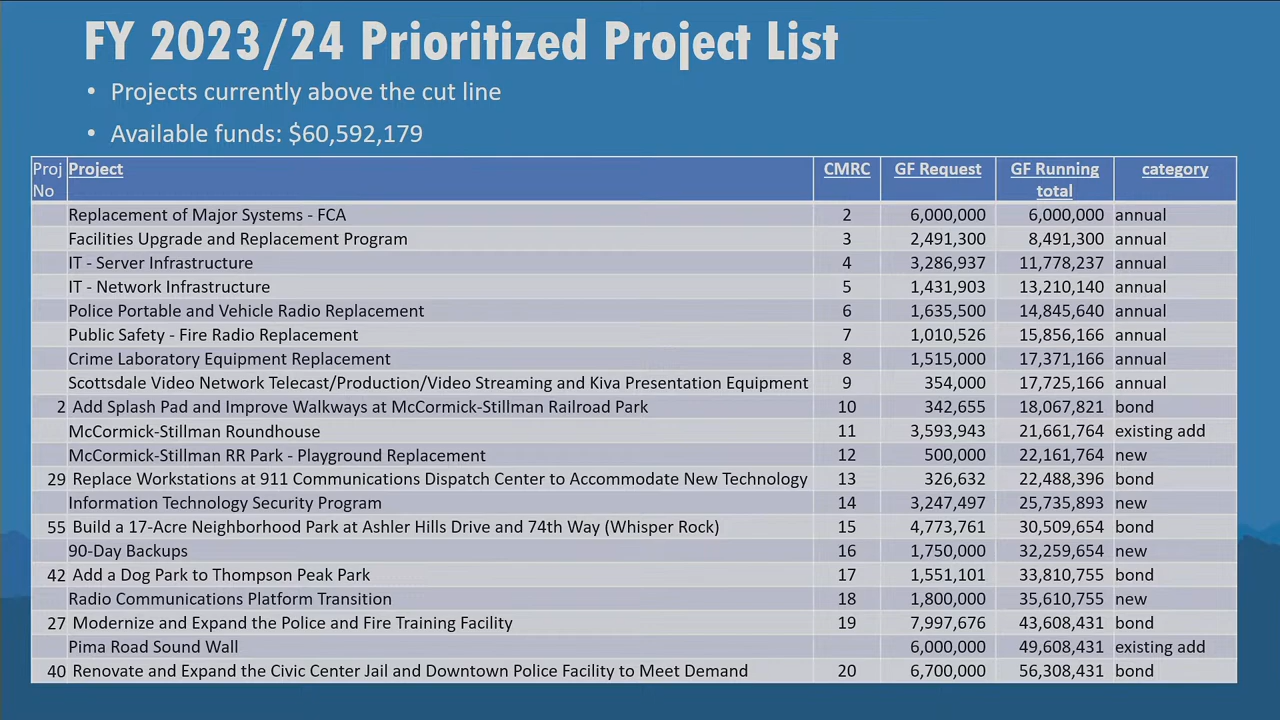 FY 2023/24 Prioritized Project List
• Projects currently above the cut line
• Available funds: $60,592,179
Proj No Project CMRC GF Request GF Running total category
Replacement of Major Systems - FCA 2 6,000,000 6,000,000 annual
Facilities Upgrade and Replacement Program 3 2,491,300 8,491,300 annual
IT - Server Infrastructure 4 3,286,937 11,778,237 annual
IT - Network Infrastructure 5 1,431,903 13,210,140 annual
Police Portable and Vehicle Radio Replacement 6 1,635,500 14,845,640 annual
Public Safety - Fire Radio Replacement 7 1,010,526 15,856,166 annual
Crime Laboratory Equipment Replacement 8 1,515,000 17,371,166 annual
Scottsdale Video Network Telecast/Production/Video Streaming and Kiva Presentation Equipment 9 354,000 17,725,166 annual
2 Add Splash Pad and Improve Walkways at McCormick-Stillman Railroad Park 10 342,655 18,067,821 bond
McCormick-Stillman Roundhouse 11 3,593,943 21,661,764 existing add
McCormick-Stillman RR Park - Playground Replacement 12 500,000 22,161,764 new
29 Replace Workstations at 911 Communications Dispatch Center to Accommodate New Technology 13 326,632 22,488,396 bond
Information Technology Security Program 14 3,247,497 25,735,893 new
55 Build a 17-Acre Neighborhood Park at Ashler Hills Drive and 74th Way (Whisper Rock) 15 4,773,761 30,509,654 bond
90-Day Backups 16 1,750,000 32,259,654 new
42 Add a Dog Park to Thompson Peak Park 17 1,551,101 33,810,755 bond
Radio Communications Platform Transition 18 1,800,000 35,610,755 new
27 Modernize and Expand the Police and Fire Training Facility 19 7,997,676 43,608,431 bond
Pima Road Sound Wall 6,000,000 49,608,431 existing add
40 Renovate and Expand the Civic Center Jail and Downtown Police Facility to Meet Demand 20 6,700,000 56,308,431 bond